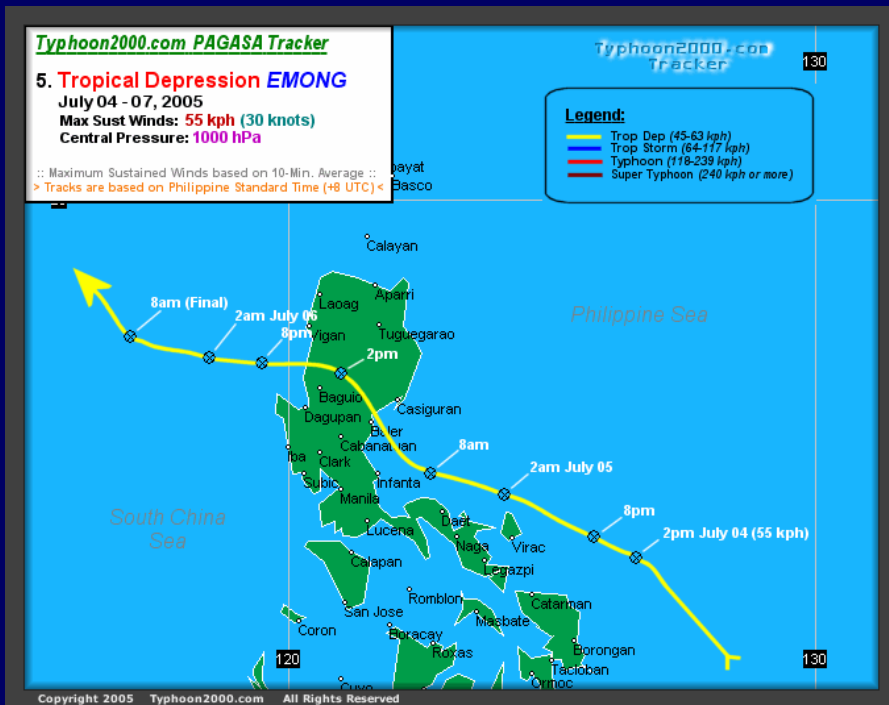 Typhoon2000.com PAGASA Tracker
5. Tropical Depression EMONG
July 04 - 07, 2005
Max Sust Winds: 55 kph (30 knots)
Central Pressure: 1000 hPa
:: Maximum Sustained Winds based on 10-Min. Average ::
> Tracks are based on Philippine Standard Time (+8 UTC) <
Typhoon2000.com
Tracker
130
Legend:
Trop Dep (45-63 kph)
Trop Storm (64-117 kph)
Typhoon (118-239 kph)
Super Typhoon (240 kph or more)
Basco
Calayan
Aparri
Laoag
8am (Final)
2am July 06
8pm
Vigan
Tuguegarao
Philippine Sea
2pm
Baguio
Casiguran
Dagupan
Baler
Cabanatuan
8am
Iba
Clark
2am July 05
Subic
Infanta
Manila
South China
Sea
Daet
8pm
Lucena
2pm July 04 (55 kph)
Naga
Virac
Calapan
Legazpi
Romblon
Catarman
San Jose
Masbate
Coron
Boracay
Roxas
Borongan
120
Tacloban
130
Ormoc
Cuyo
Copyright 2005 Typhoon2000.com All Rights Reserved